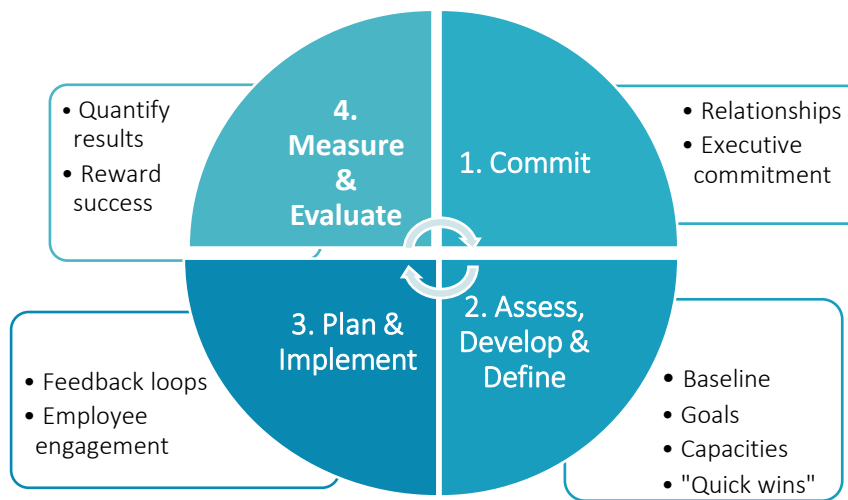 1. Commit
• Relationships
• Executive
commitment
2. Assess,
Develop &
Define
• Baseline
• Goals
• Capacities
• "Quick wins"
3. Plan &
Implement
• Feedback loops
• Employee
engagement
4.
Measure
&
Evaluate
• Quantify
results
• Reward
success